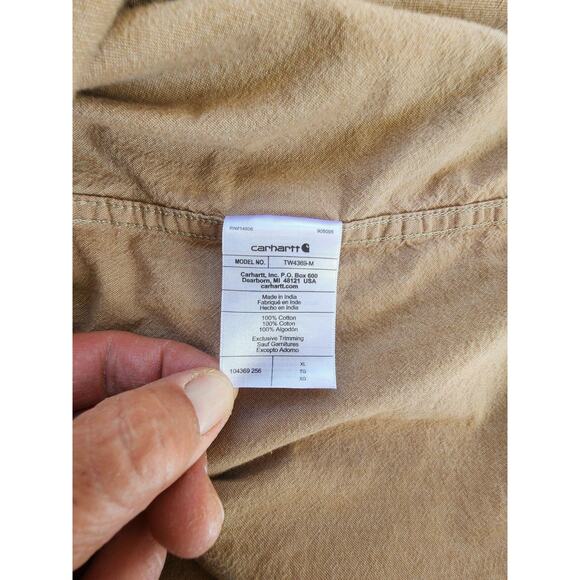 carhartt
MODEL NO. TW4369-M
Carhartt, Inc. P.O. Box 600
Dearborn, MI 48121 USA
carhartt.com
Made in India
Fabriqué en Inde
Hecho en India
100% Cotton
100% Coton
100% Algodón
Exclusive Trimming
Sauf Garnitures
Excepto Adorno
104369 256
XL
TG
XG